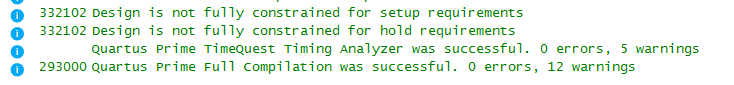 332102 Design is not fully constrained for setup requirements
332102 Design is not fully constrained for hold requirements
Quartus Prime TimeQuest Timing Analyzer was successful. 0 errors, 5 warnings
293000 Quartus Prime Full Compilation was successful. 0 errors, 12 warnings